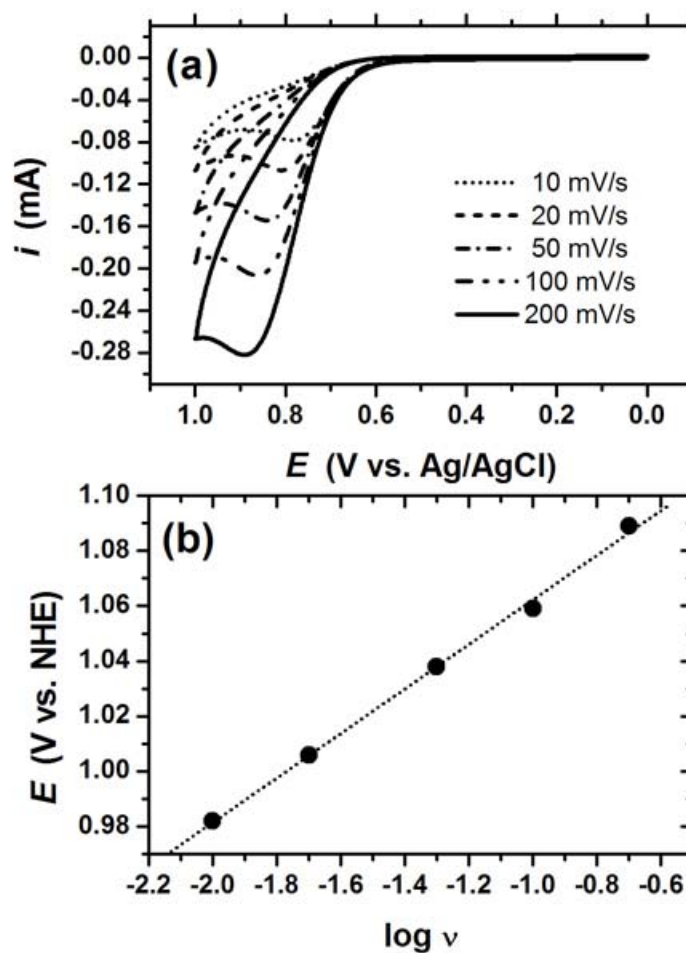 (a)
0.00
-0.04
-0.08
-0.12
-0.16
-0.20
-0.24
-0.28
i (mA)
10 mV/s
20 mV/s
50 mV/s
100 mV/s
200 mV/s
1.0 0.8 0.6 0.4 0.2 0.0
E (V vs. Ag/AgCl)
(b)
1.10
1.08
1.06
1.04
1.02
1.00
0.98
E (V vs. NHE)
-2.2 -2.0 -1.8 -1.6 -1.4 -1.2 -1.0 -0.8 -0.6
log ν